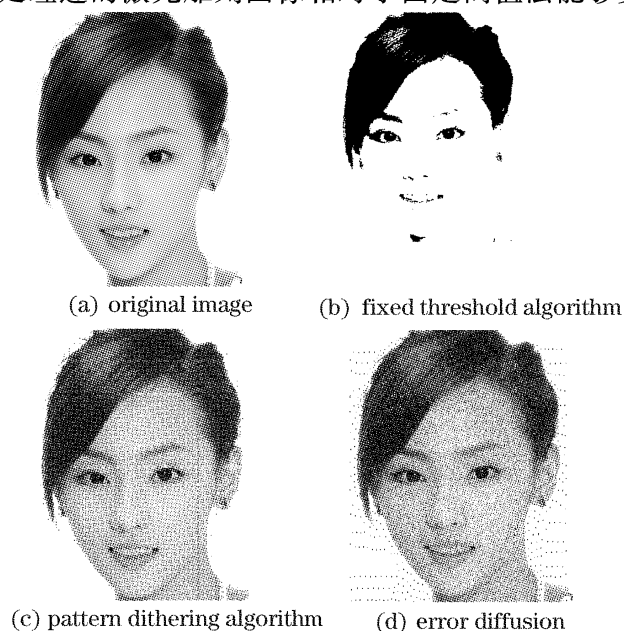 (a) original image
(b) fixed threshold algorithm
(c) pattern dithering algorithm
(d) error diffusion